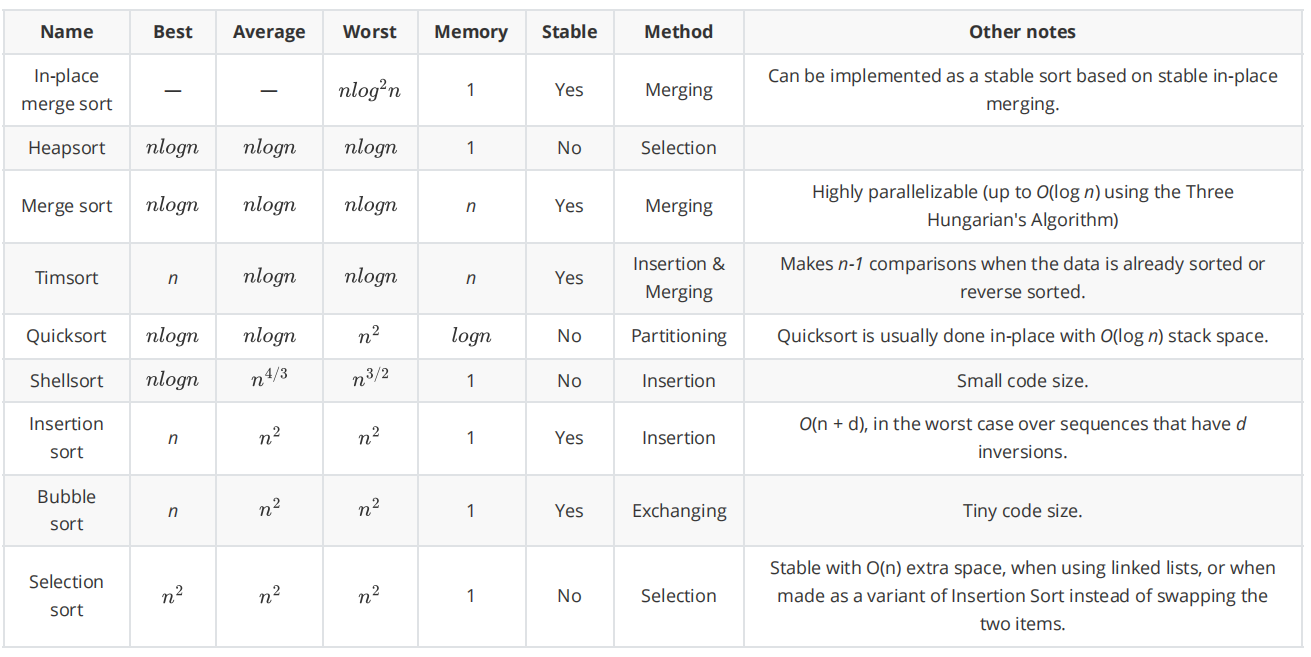 Name Best Average Worst Memory Stable Method Other notes
In-place merge sort — — nlog²n 1 Yes Merging Can be implemented as a stable sort based on stable in-place merging.
Heapsort nlogn nlogn nlogn 1 No Selection
Merge sort nlogn nlogn nlogn n Yes Merging Highly parallelizable (up to O(log n) using the Three Hungarian's Algorithm)
Timsort n nlogn nlogn n Yes Insertion & Merging Makes n-1 comparisons when the data is already sorted or reverse sorted.
Quicksort nlogn nlogn n² logn No Partitioning Quicksort is usually done in-place with O(log n) stack space.
Shellsort nlogn n^{4/3} n^{3/2} 1 No Insertion Small code size.
Insertion sort n n² n² 1 Yes Insertion O(n + d), in the worst case over sequences that have d inversions.
Bubble sort n n² n² 1 Yes Exchanging Tiny code size.
Selection sort n² n² n² 1 No Selection Stable with O(n) extra space, when using linked lists, or when made as a variant of Insertion Sort instead of swapping the two items.